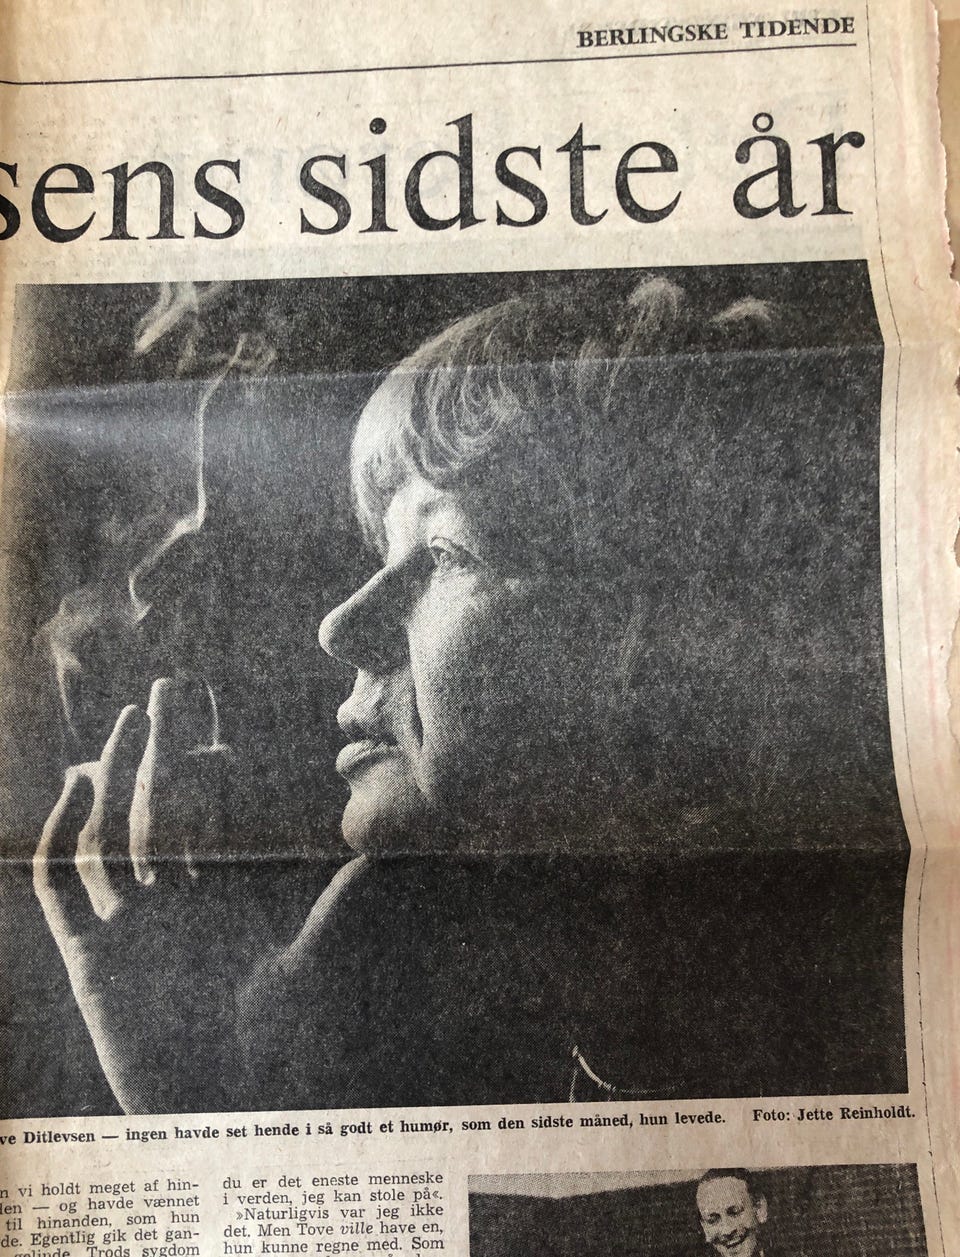 BERLINGSKE TIDENDE
sens sidste år
ve Ditlevsen — ingen havde set hende i så godt et humør, som den sidste måned, hun levede. Foto: Jette Reinholdt.
n vi holdt meget af hin-
den — og havde vænnet
til hinanden, som hun
de. Egentlig gik det gan-
gelinde. Trods sygdom
du er det eneste menneske
i verden, jeg kan stole på«.
»Naturligvis var jeg ikke
det. Men Tove ville have en,
hun kunne regne med. Som